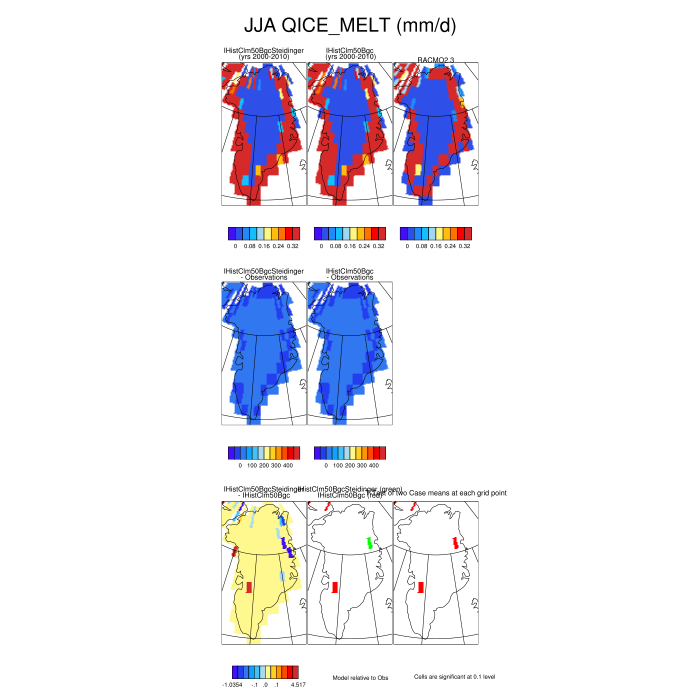 JJA QICE_MELT (mm/d)
IHistClm50BgcSteidinger
(yrs 2000-2010)
IHistClm50Bgc
(yrs 2000-2010)
RACMO2.3
0 0.08 0.16 0.24 0.32
0 0.08 0.16 0.24 0.32
0 0.08 0.16 0.24 0.32
IHistClm50BgcSteidinger
- Observations
IHistClm50Bgc
- Observations
0 100 200 300 400
0 100 200 300 400
IHistClm50BgcSteidinger
- IHistClm50Bgc
IHistClm50BgcSteidinger (green)
IHistClm50Bgc (red)
of two Case means at each grid point
-1.0354 -.1 .0 .1 4.517
Model relative to Obs
Cells are significant at 0.1 level